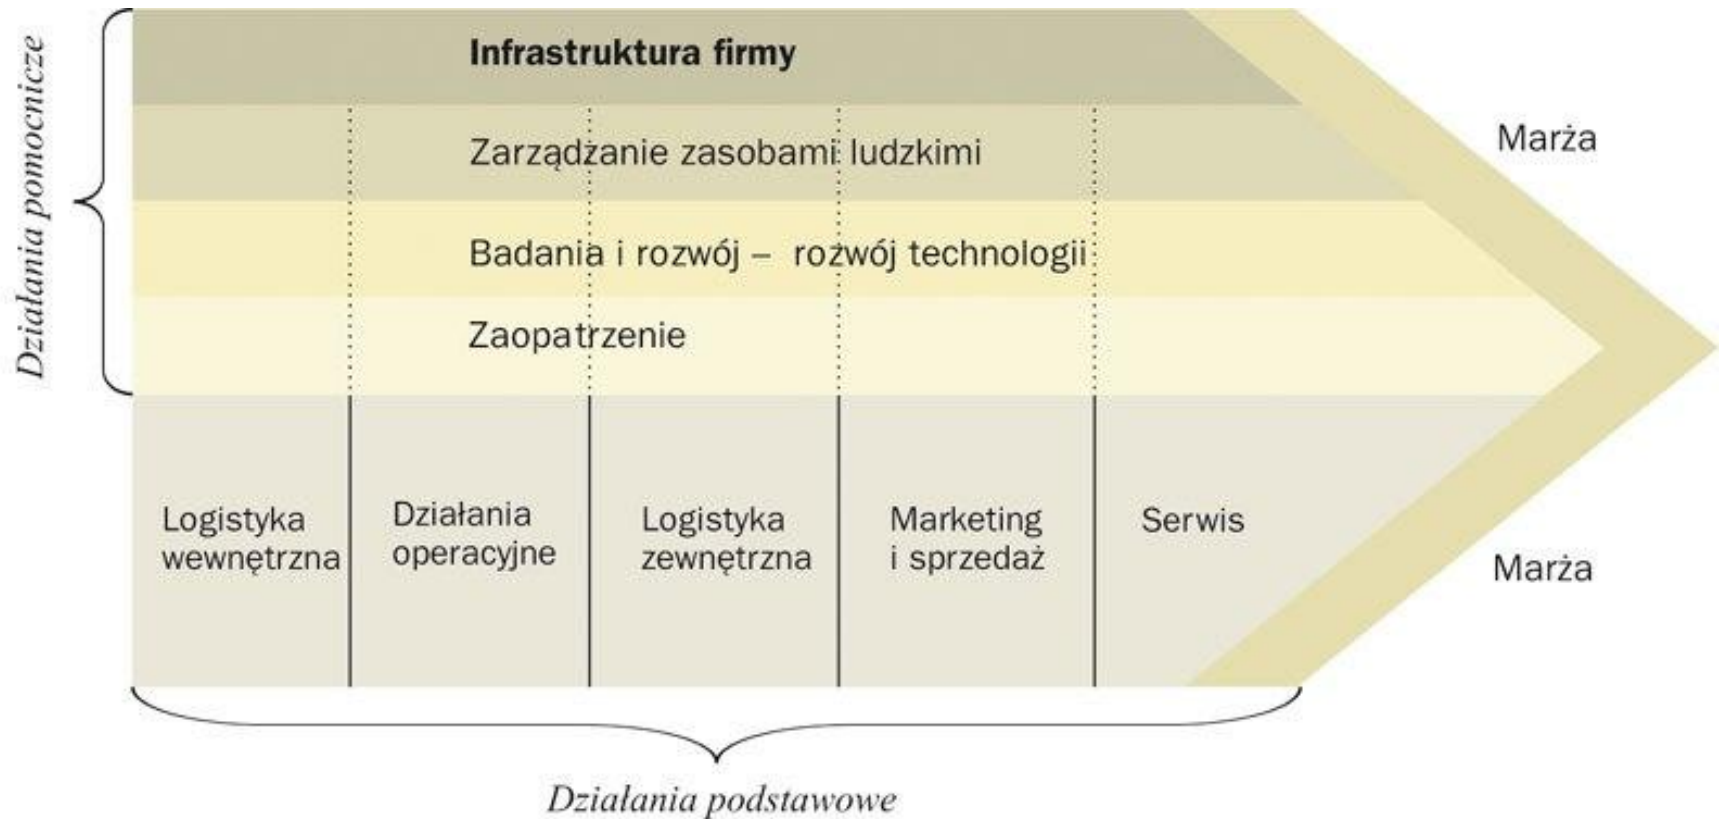 Działania pomocnicze
Infrastruktura firmy
Zarządzanie zasobami ludzkimi
Badania i rozwój – rozwój technologii
Zaopatrzenie
Marża
Logistyka
wewnętrzna
Działania
operacyjne
Logistyka
zewnętrzna
Marketing
i sprzedaż
Serwis
Marża
Działania podstawowe